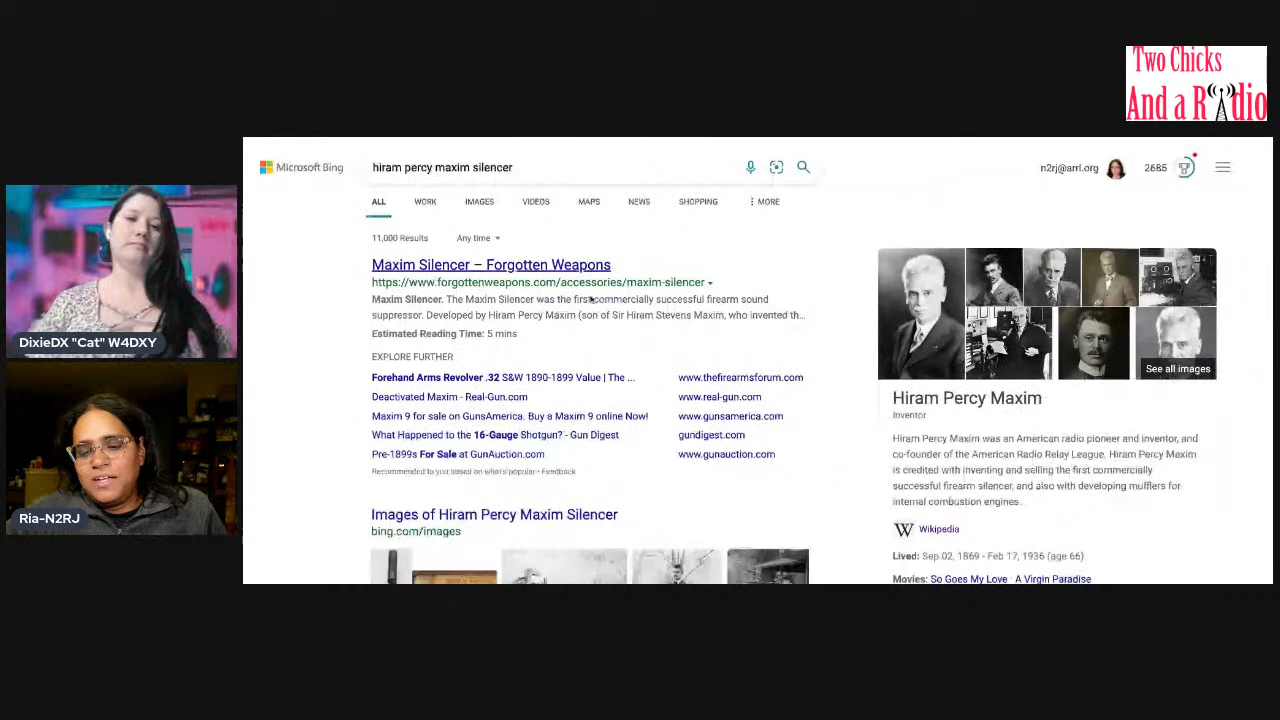 Two Chicks
And a Radio
Microsoft Bing
hiram percy maxim silencer
n2rj@arrl.org
2685
ALL
WORK
IMAGES
VIDEOS
MAPS
NEWS
SHOPPING
MORE
11,000 Results
Any time
Maxim Silencer – Forgotten Weapons
https://www.forgottenweapons.com/accessories/maxim-silencer
Maxim Silencer. The Maxim Silencer was the first commercially successful firearm sound
suppressor. Developed by Hiram Percy Maxim (son of Sir Hiram Stevens Maxim, who invented th...
Estimated Reading Time: 5 mins
EXPLORE FURTHER
Forehand Arms Revolver .32 S&W 1890-1899 Value | The ...
www.thefirearmsforum.com
Deactivated Maxim - Real-Gun.com
www.real-gun.com
Maxim 9 for sale on GunsAmerica. Buy a Maxim 9 online Now!
www.gunsamerica.com
What Happened to the 16-Gauge Shotgun? - Gun Digest
gundigest.com
Pre-1899s For Sale at GunAuction.com
www.gunauction.com
Recommended to you based on what's popular • Feedback
Images of Hiram Percy Maxim Silencer
bing.com/images
See all images
Hiram Percy Maxim
Inventor
Hiram Percy Maxim was an American radio pioneer and inventor, and
co-founder of the American Radio Relay League. Hiram Percy Maxim
is credited with inventing and selling the first commercially
successful firearm silencer, and also with developing mufflers for
internal combustion engines.
Wikipedia
Lived: Sep 02, 1869 - Feb 17, 1936 (age 66)
Movies: So Goes My Love · A Virgin Paradise
DixieDX "Cat" W4DXY
Ria-N2RJ